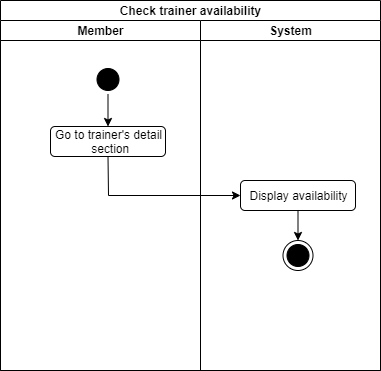 Check trainer availability
Member
System
Go to trainer's detail
section
Display availability